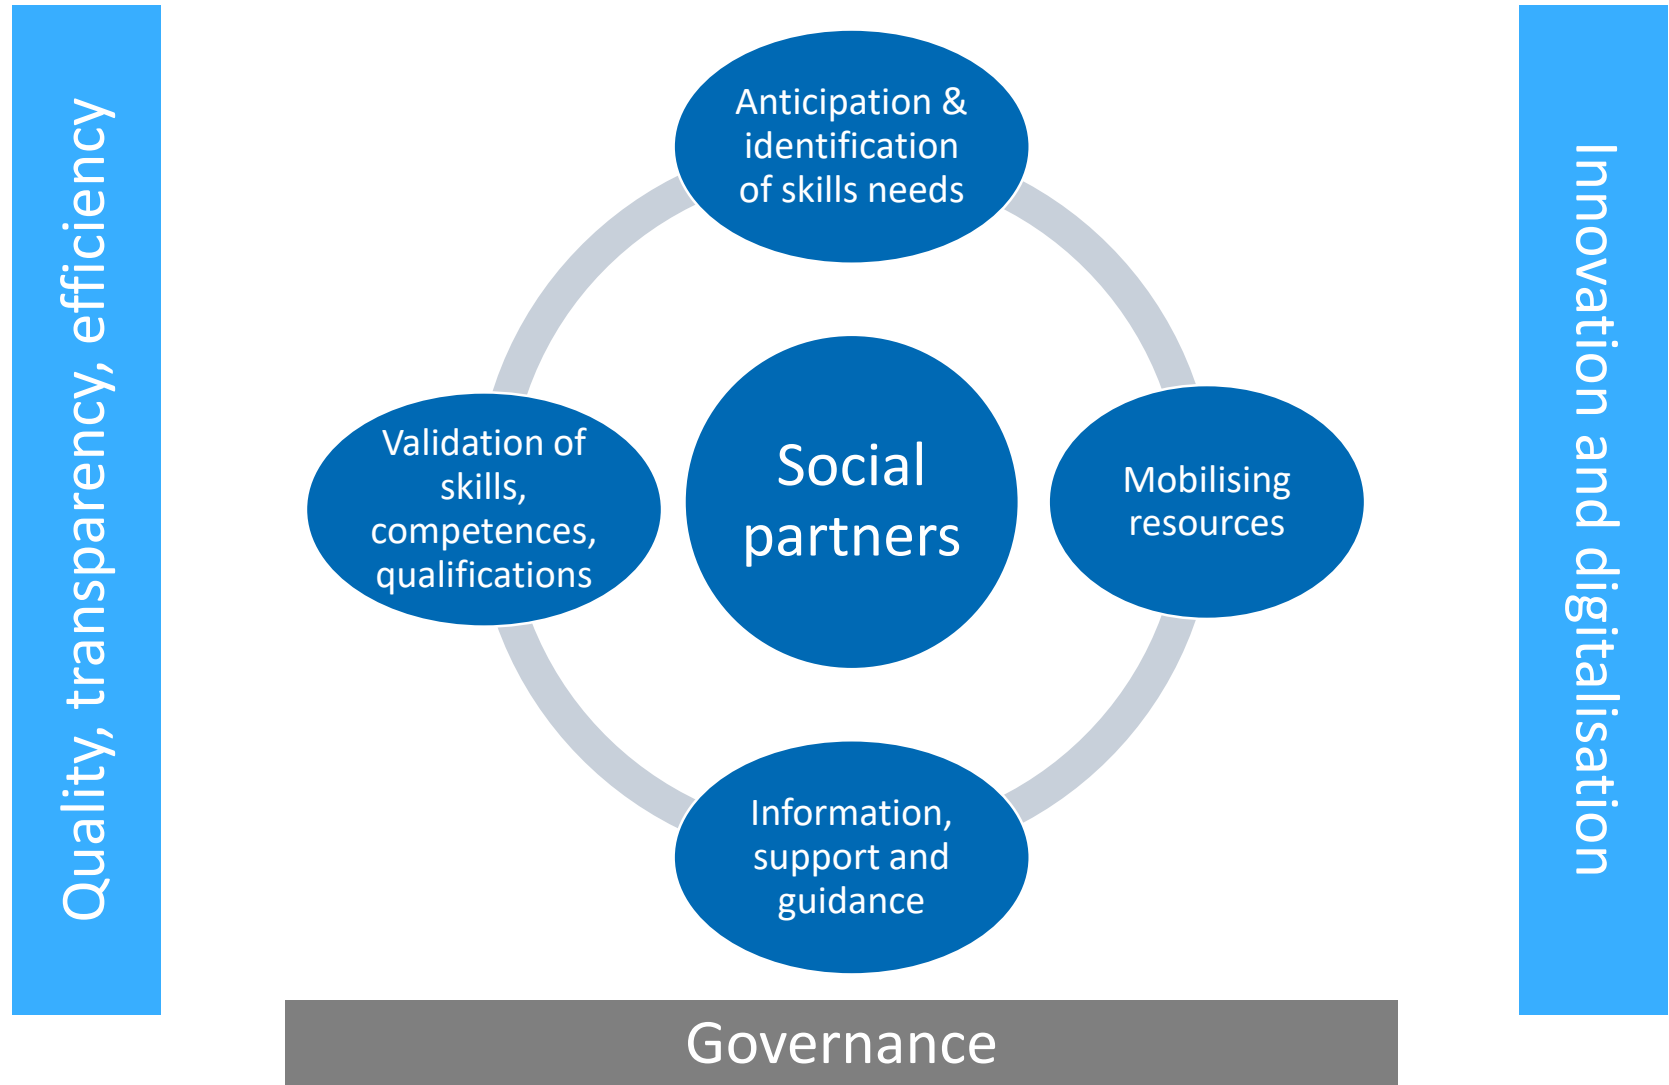 Quality, transparency, efficiency
Anticipation &
identification
of skills needs
Validation of
skills,
competences,
qualifications
Social
partners
Mobilising
resources
Information,
support and
guidance
Innovation and digitalisation
Governance